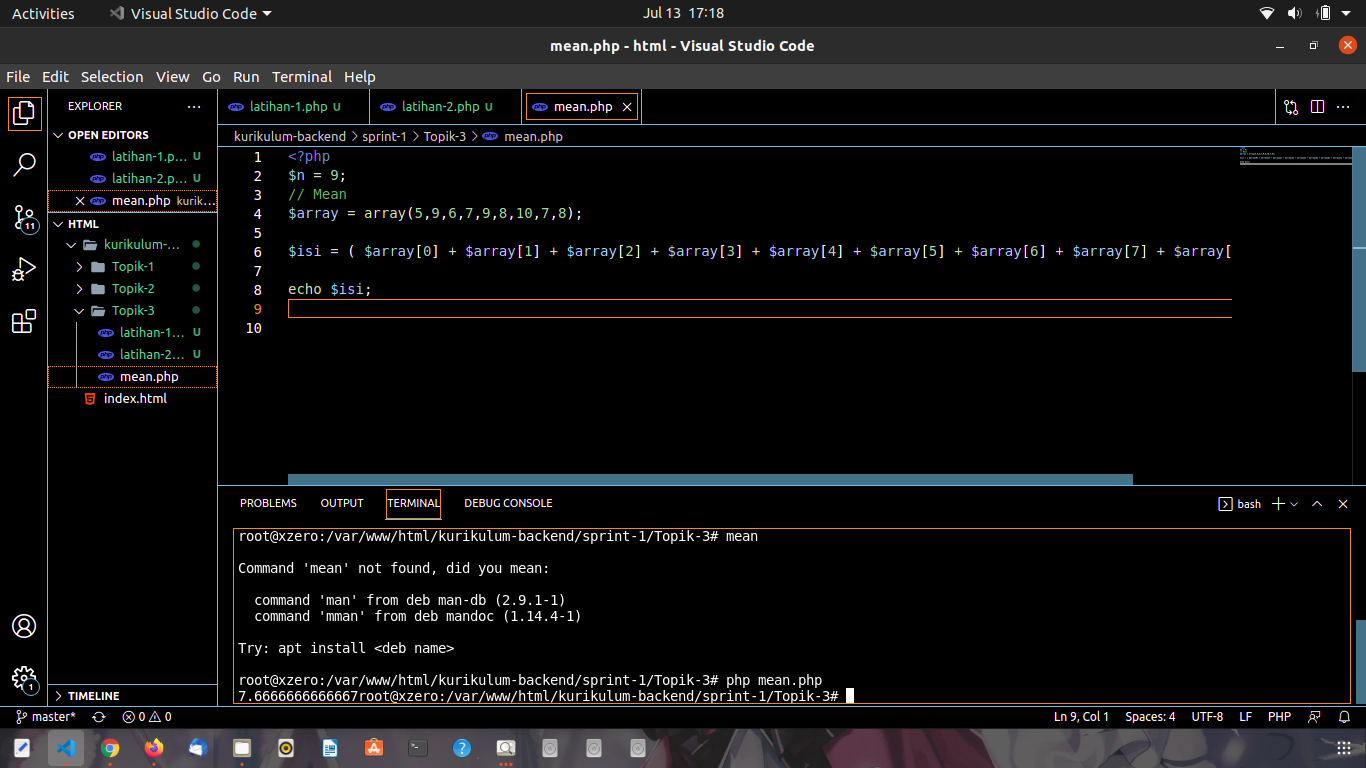 Activities Visual Studio Code Jul 13 17:18
mean.php - html - Visual Studio Code
File Edit Selection View Go Run Terminal Help
EXPLORER
OPEN EDITORS
latihan-1.p... U
latihan-2.p... U
mean.php kurik...
HTML
kurikulum-...
Topik-1
Topik-2
Topik-3
latihan-1... U
latihan-2... U
mean.php
index.html
TIMELINE
11
1
latihan-1.php U latihan-2.php U mean.php
kurikulum-backend > sprint-1 > Topik-3 > mean.php
1 <?php
2 $n = 9;
3 // Mean
4 $array = array(5,9,6,7,9,8,10,7,8);
5
6 $isi = ( $array[0] + $array[1] + $array[2] + $array[3] + $array[4] + $array[5] + $array[6] + $array[7] + $array[
7
8 echo $isi;
9
10
PROBLEMS OUTPUT TERMINAL DEBUG CONSOLE bash
root@xzero:/var/www/html/kurikulum-backend/sprint-1/Topik-3# mean
Command 'mean' not found, did you mean:
command 'man' from deb man-db (2.9.1-1)
command 'mman' from deb mandoc (1.14.4-1)
Try: apt install <deb name>
root@xzero:/var/www/html/kurikulum-backend/sprint-1/Topik-3# php mean.php
7.6666666666667root@xzero:/var/www/html/kurikulum-backend/sprint-1/Topik-3#
master* 0 0 Ln 9, Col 1 Spaces: 4 UTF-8 LF PHP